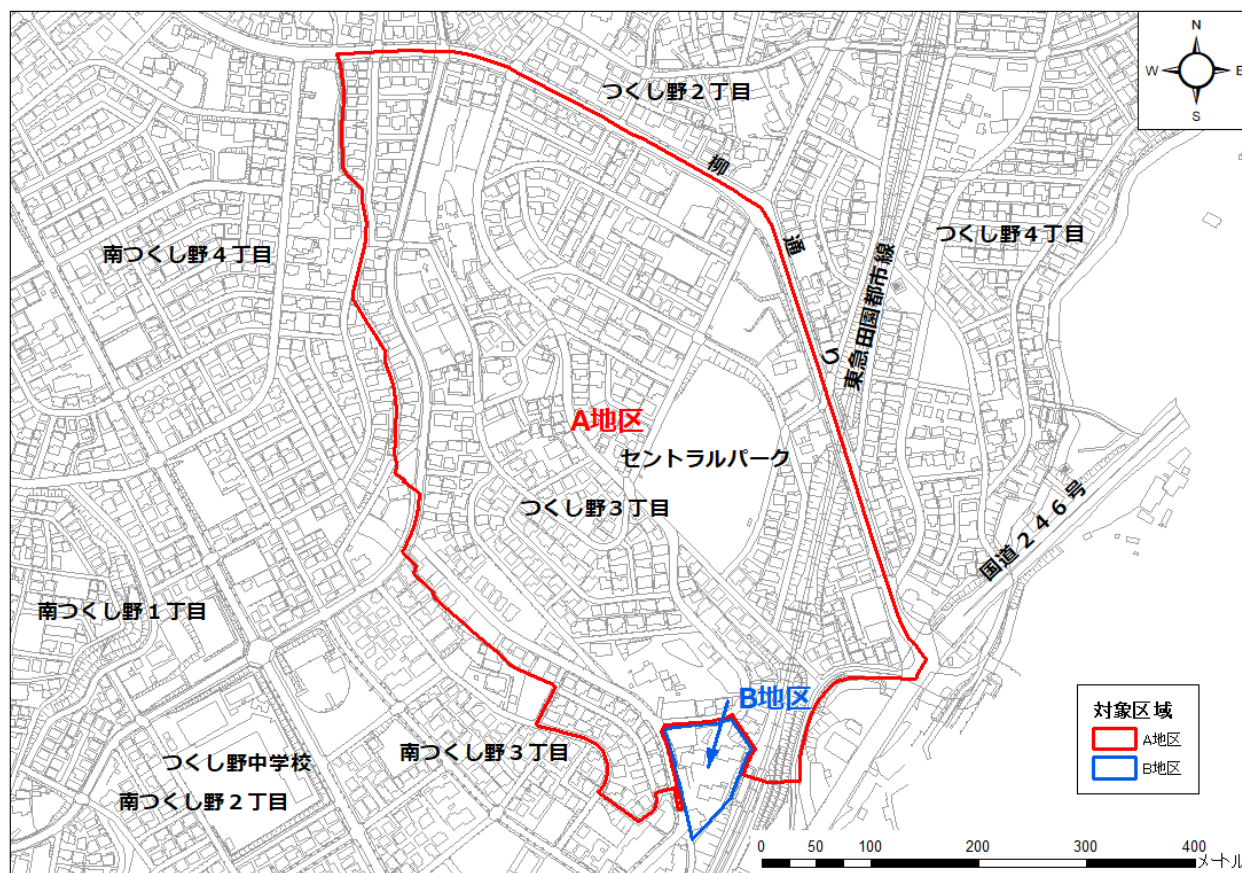 N
W E
S
つくし野２丁目
柳
通
り
東急田園都市線
つくし野４丁目
南つくし野４丁目
A地区
セントラルパーク
つくし野３丁目
国道２４６号
南つくし野１丁目
B地区
南つくし野３丁目
つくし野中学校
南つくし野２丁目
対象区域
A地区
B地区
0 50 100 200 300 400
メートル